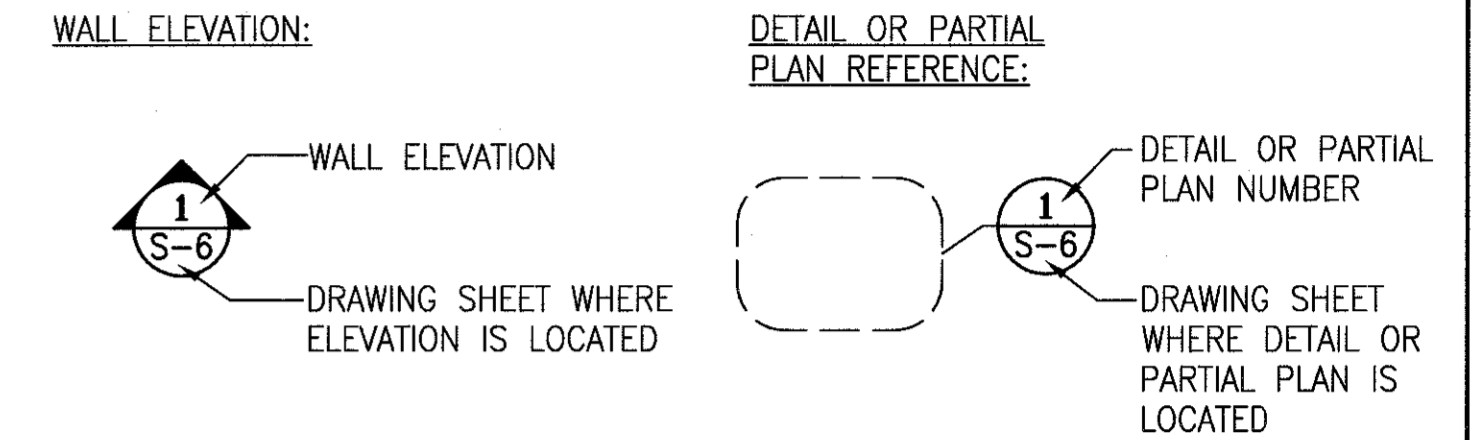 WALL ELEVATION:
WALL ELEVATION
1
S-6
DRAWING SHEET WHERE
ELEVATION IS LOCATED
DETAIL OR PARTIAL
PLAN REFERENCE:
DETAIL OR PARTIAL
PLAN NUMBER
1
S-6
DRAWING SHEET
WHERE DETAIL OR
PARTIAL PLAN IS
LOCATED